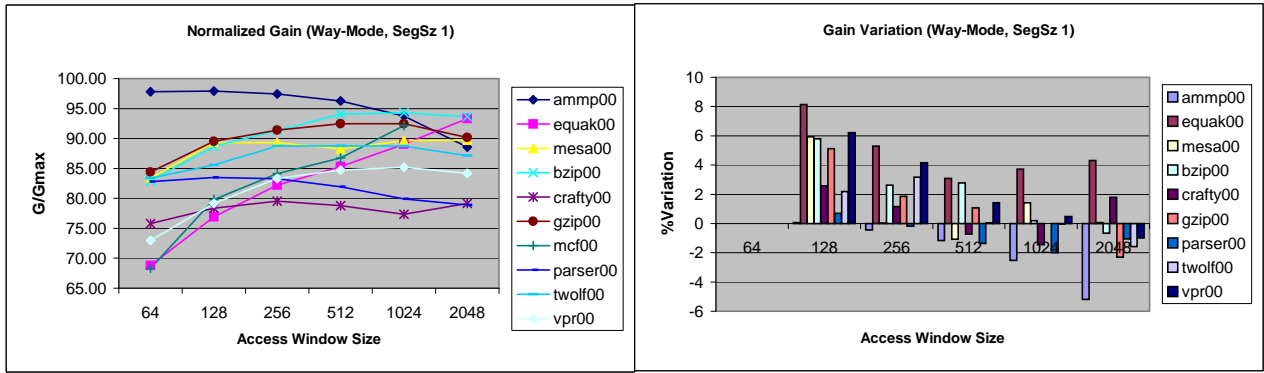 Normalized Gain (Way-Mode, SegSz 1)
G/Gmax
100.00
95.00
90.00
85.00
80.00
75.00
70.00
65.00
64 128 256 512 1024 2048
Access Window Size
ammp00
equak00
mesa00
bzip00
crafty00
gzip00
mcf00
parser00
twolf00
vpr00
Gain Variation (Way-Mode, SegSz 1)
%Variation
10
8
6
4
2
0
-2
-4
-6
64 128 256 512 1024 2048
Access Window Size
ammp00
equak00
mesa00
bzip00
crafty00
gzip00
parser00
twolf00
vpr00